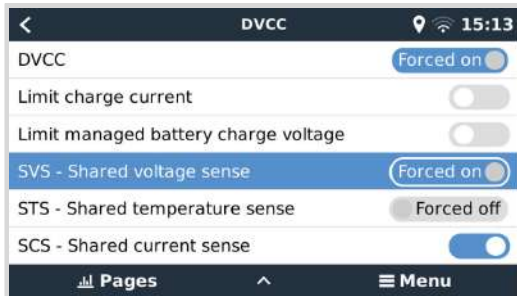 DVCC 15:13
DVCC Forced on
Limit charge current
Limit managed battery charge voltage
SVS - Shared voltage sense Forced on
STS - Shared temperature sense Forced off
SCS - Shared current sense
Pages Menu